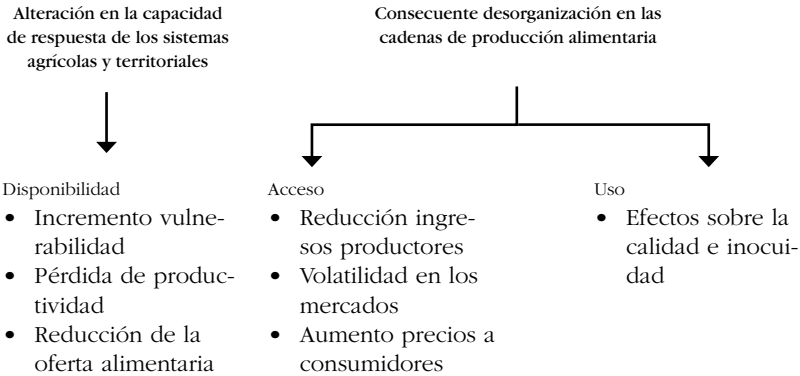 Alteración en la capacidad
de respuesta de los sistemas
agrícolas y territoriales
Consecuente desorganización en las
cadenas de producción alimentaria
Disponibilidad
• Incremento vulne-
rabilidad
• Pérdida de produc-
tividad
• Reducción de la
oferta alimentaria
Acceso
• Reducción ingre-
sos productores
• Volatilidad en los
mercados
• Aumento precios a
consumidores
Uso
• Efectos sobre la
calidad e inocui-
dad